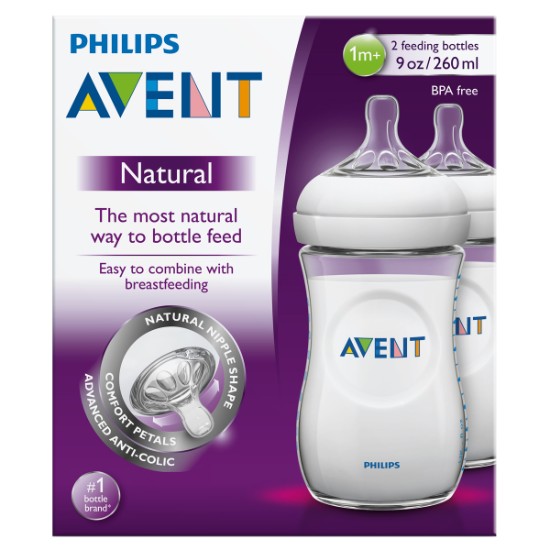 PHILIPS
AVENT
1m+
2 feeding bottles
9 oz/260 ml
BPA free
Natural
The most natural
way to bottle feed
Easy to combine with
breastfeeding
NATURAL NIPPLE SHAPE
COMFORT PETALS
ADVANCED ANTI-COLIC
AVENT
NT
PHILIPS
#1
bottle
brand*